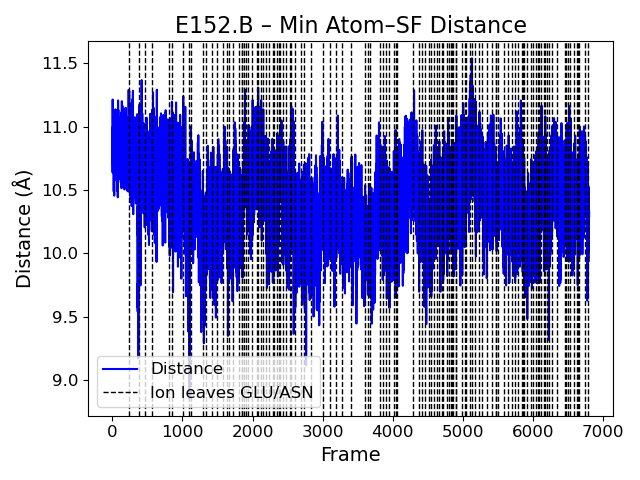 E152.B – Min Atom–SF Distance
11.5
11.0
10.5
10.0
9.5
9.0
Distance (Å)
Distance
Ion leaves GLU/ASN
0 1000 2000 3000 4000 5000 6000 7000
Frame